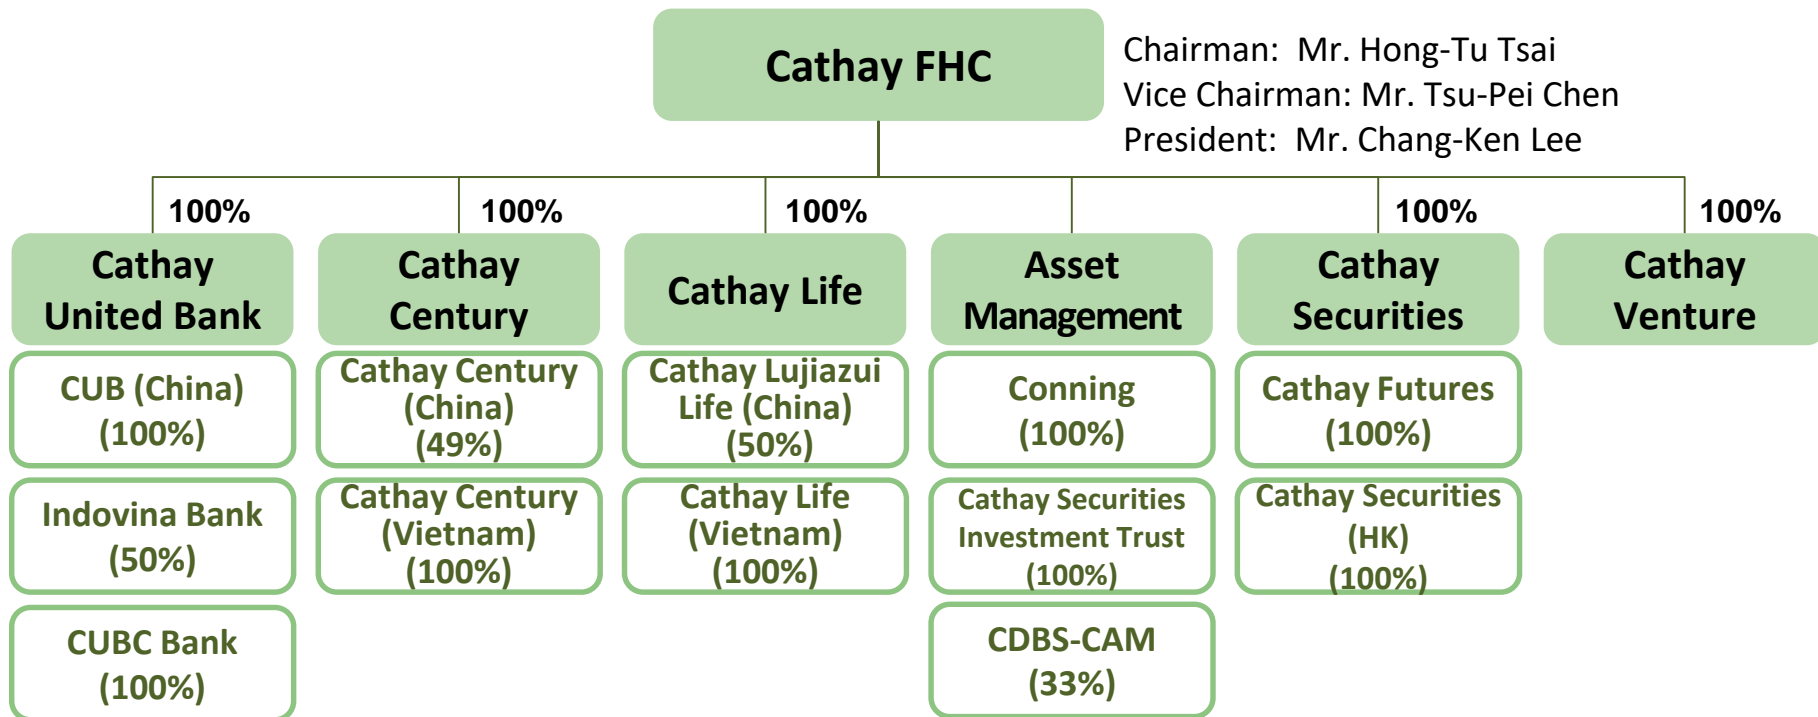 Cathay FHC
Chairman: Mr. Hong-Tu Tsai
Vice Chairman: Mr. Tsu-Pei Chen
President: Mr. Chang-Ken Lee
100%
100%
100%
100%
100%
Cathay
United Bank
Cathay
Century
Cathay Life
Asset
Management
Cathay
Securities
Cathay
Venture
CUB (China)
(100%)
Cathay Century
(China)
(49%)
Cathay Lujiazui
Life (China)
(50%)
Conning
(100%)
Cathay Futures
(100%)
Indovina Bank
(50%)
Cathay Century
(Vietnam)
(100%)
Cathay Life
(Vietnam)
(100%)
Cathay Securities
Investment Trust
(100%)
Cathay Securities
(HK)
(100%)
CUBC Bank
(100%)
CDBS-CAM
(33%)